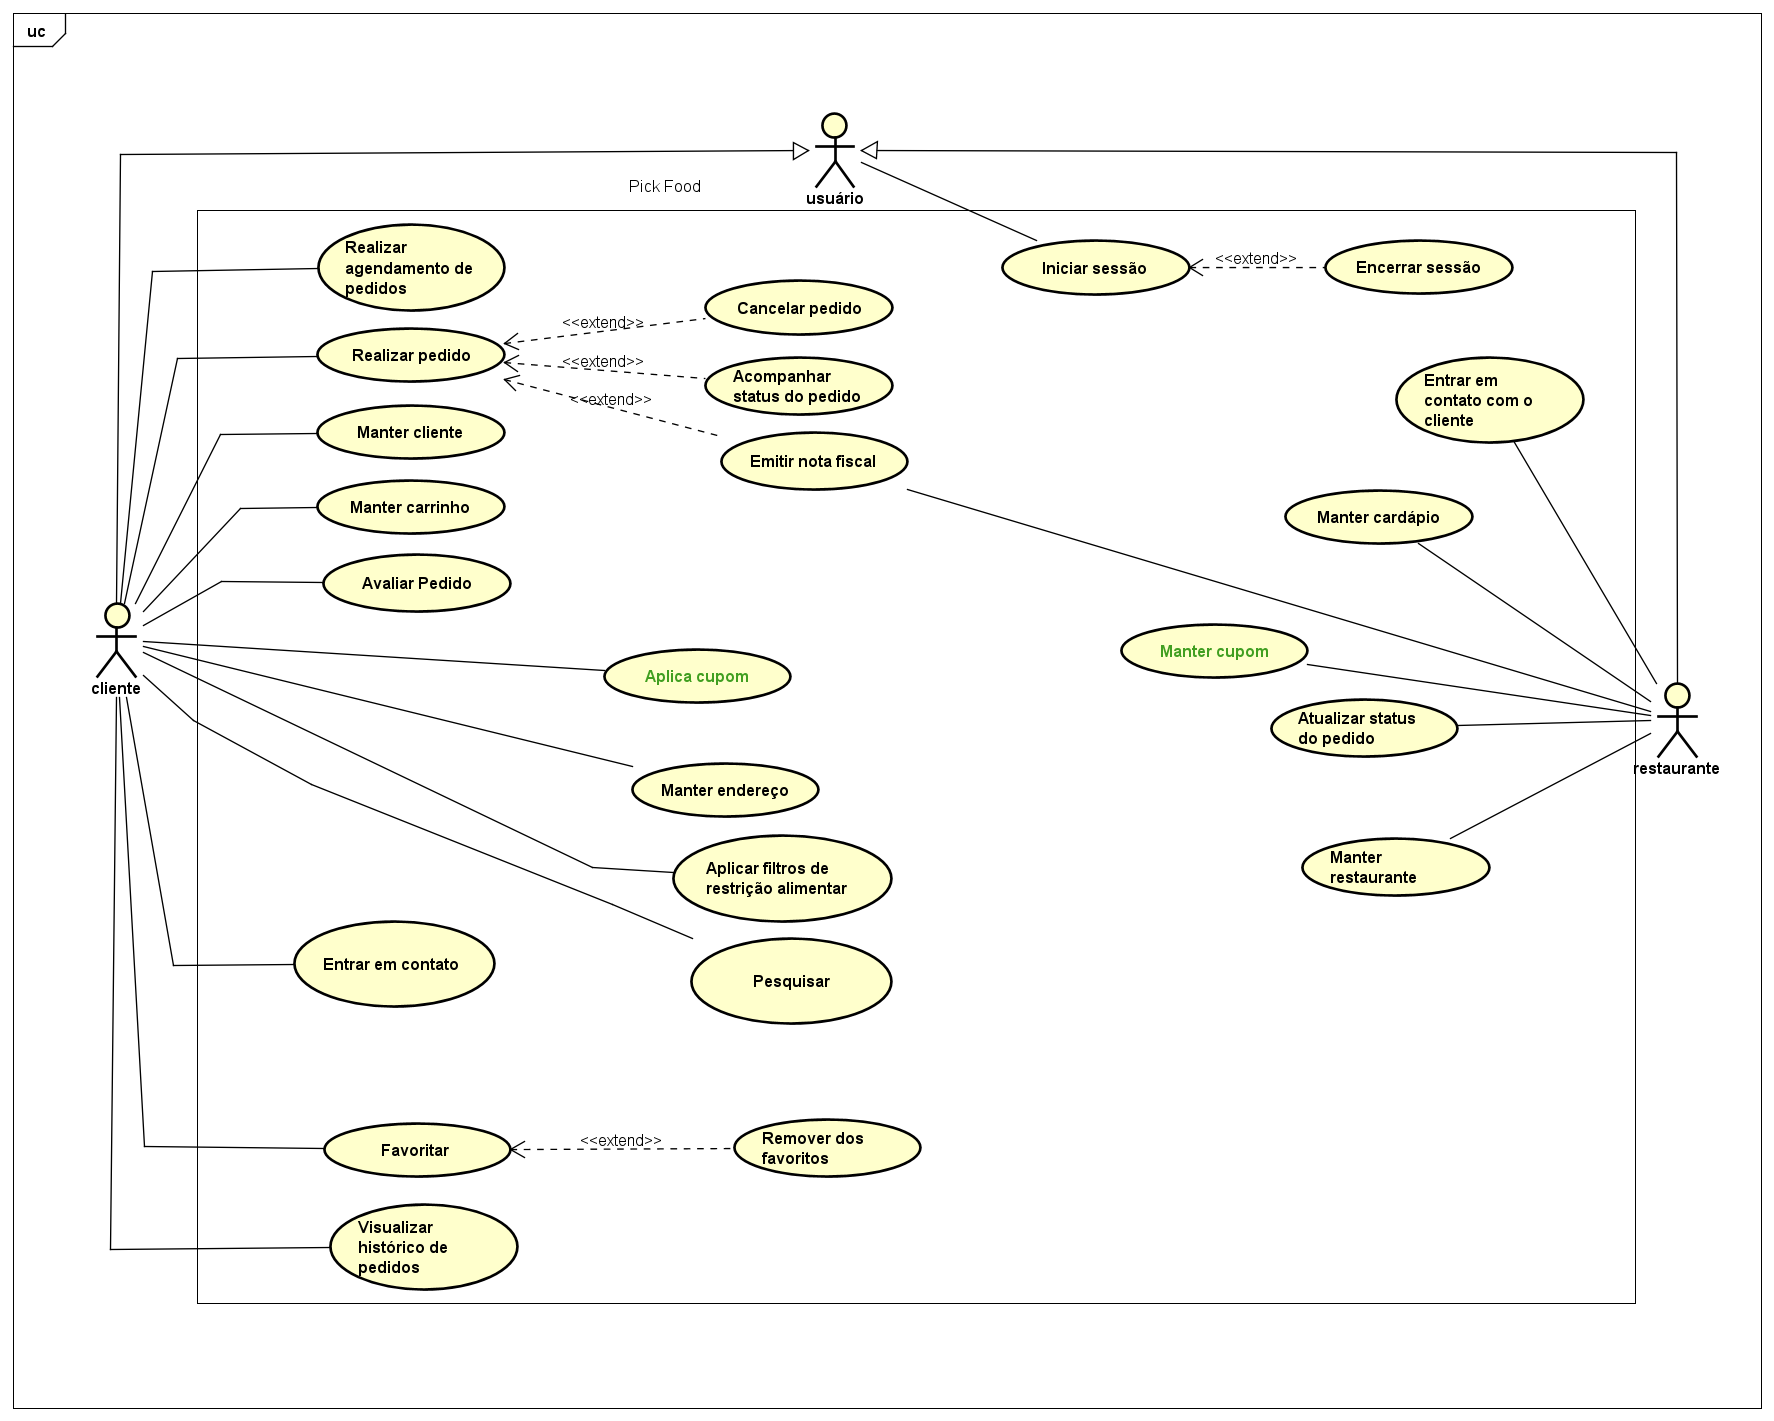 uc
usuário
Pick Food
Realizar
agendamento de
pedidos
Iniciar sessão
<<extend>>
Encerrar sessão
Realizar pedido
<<extend>>
Cancelar pedido
<<extend>>
Acompanhar
status do pedido
<<extend>>
Emitir nota fiscal
Entrar em
contato com o
cliente
Manter cliente
Manter carrinho
Manter cardápio
Avaliar Pedido
cliente
Aplica cupom
Manter cupom
Atualizar status
do pedido
restaurante
Manter endereço
Aplicar filtros de
restrição alimentar
Manter
restaurante
Entrar em contato
Pesquisar
Favoritar
<<extend>>
Remover dos
favoritos
Visualizar
histórico de
pedidos